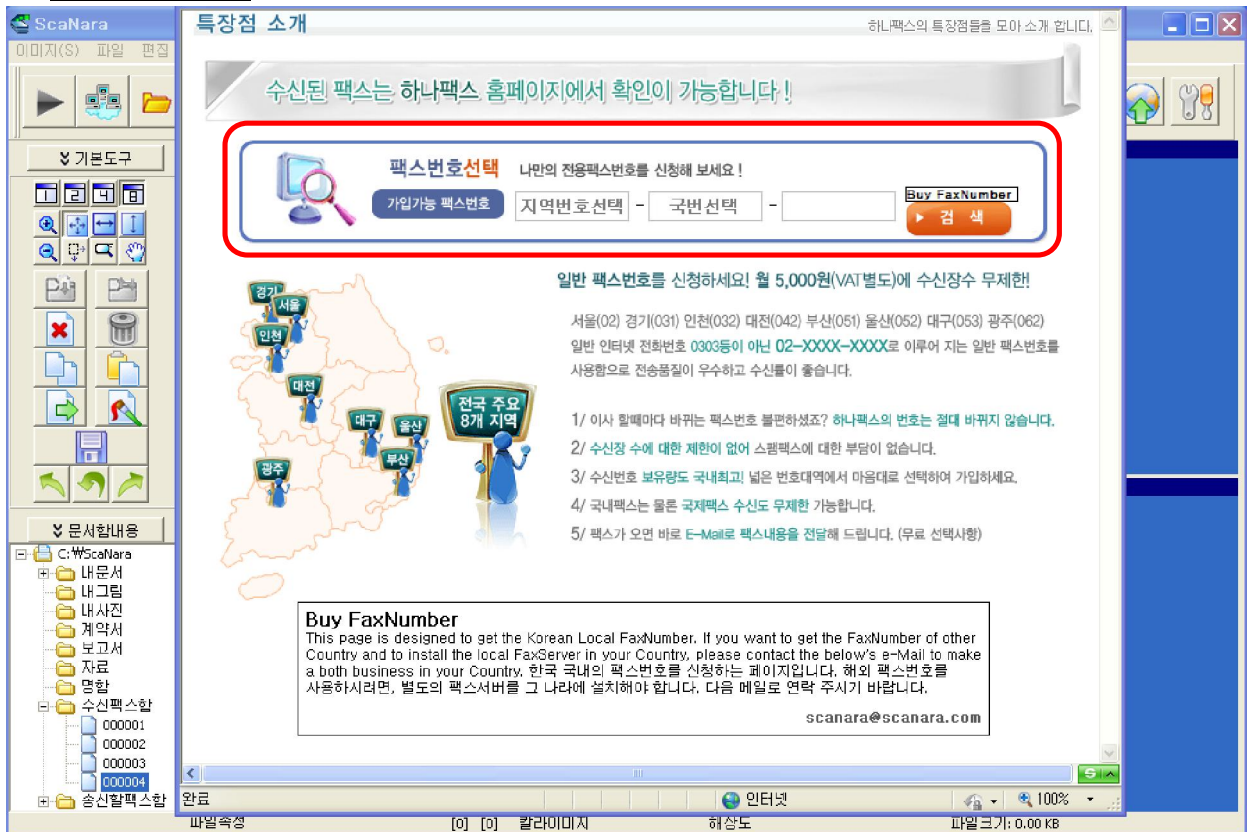 ScaNara
이미지(S) 파일 편집
기본도구
1 2 4 8
문서함내용
C:₩ScaNara
내문서
내그림
내사진
계약서
보고서
자료
명함
수신팩스함
000001
000002
000003
000004
송신할팩스함
특장점 소개
하나팩스의 특장점들을 모아 소개 합니다.
수신된 팩스는 하나팩스 홈페이지에서 확인이 가능합니다 !
팩스번호선택 나만의 전용팩스번호를 신청해 보세요 !
가입가능 팩스번호 지역번호선택 - 국번선택 -
Buy FaxNumber
검 색
경기
서울
인천
대전
대구
울산
부산
광주
전국 주요
8개 지역
일반 팩스번호를 신청하세요! 월 5,000원(VAT별도)에 수신장수 무제한!
서울(02) 경기(031) 인천(032) 대전(042) 부산(051) 울산(052) 대구(053) 광주(062)
일반 인터넷 전화번호 0303등이 아닌 02-XXXX-XXXX로 이루어 지는 일반 팩스번호를
사용함으로 전송품질이 우수하고 수신률이 좋습니다.
1/ 이사 할때마다 바뀌는 팩스번호 불편하셨죠? 하나팩스의 번호는 절대 바뀌지 않습니다.
2/ 수신장 수에 대한 제한이 없어 스팸팩스에 대한 부담이 없습니다.
3/ 수신번호 보유량도 국내최고! 넓은 번호대역에서 마음대로 선택하여 가입하세요.
4/ 국내팩스는 물론 국제팩스 수신도 무제한 가능합니다.
5/ 팩스가 오면 바로 E-Mail로 팩스내용을 전달해 드립니다. (무료 선택사항)
Buy FaxNumber
This page is designed to get the Korean Local FaxNumber. If you want to get the FaxNumber of other
Country and to install the local FaxServer in your Country, please contact the below's e-Mail to make
a both business in your Country. 한국 국내의 팩스번호를 신청하는 페이지입니다. 해외 팩스번호를
사용하시려면, 별도의 팩스서버를 그 나라에 설치해야 합니다. 다음 메일로 연락 주시기 바랍니다.
scanara@scanara.com
완료 인터넷 100%
파일속성 [0] [0] 칼라이미지 해상도 파일크기: 0.00 KB